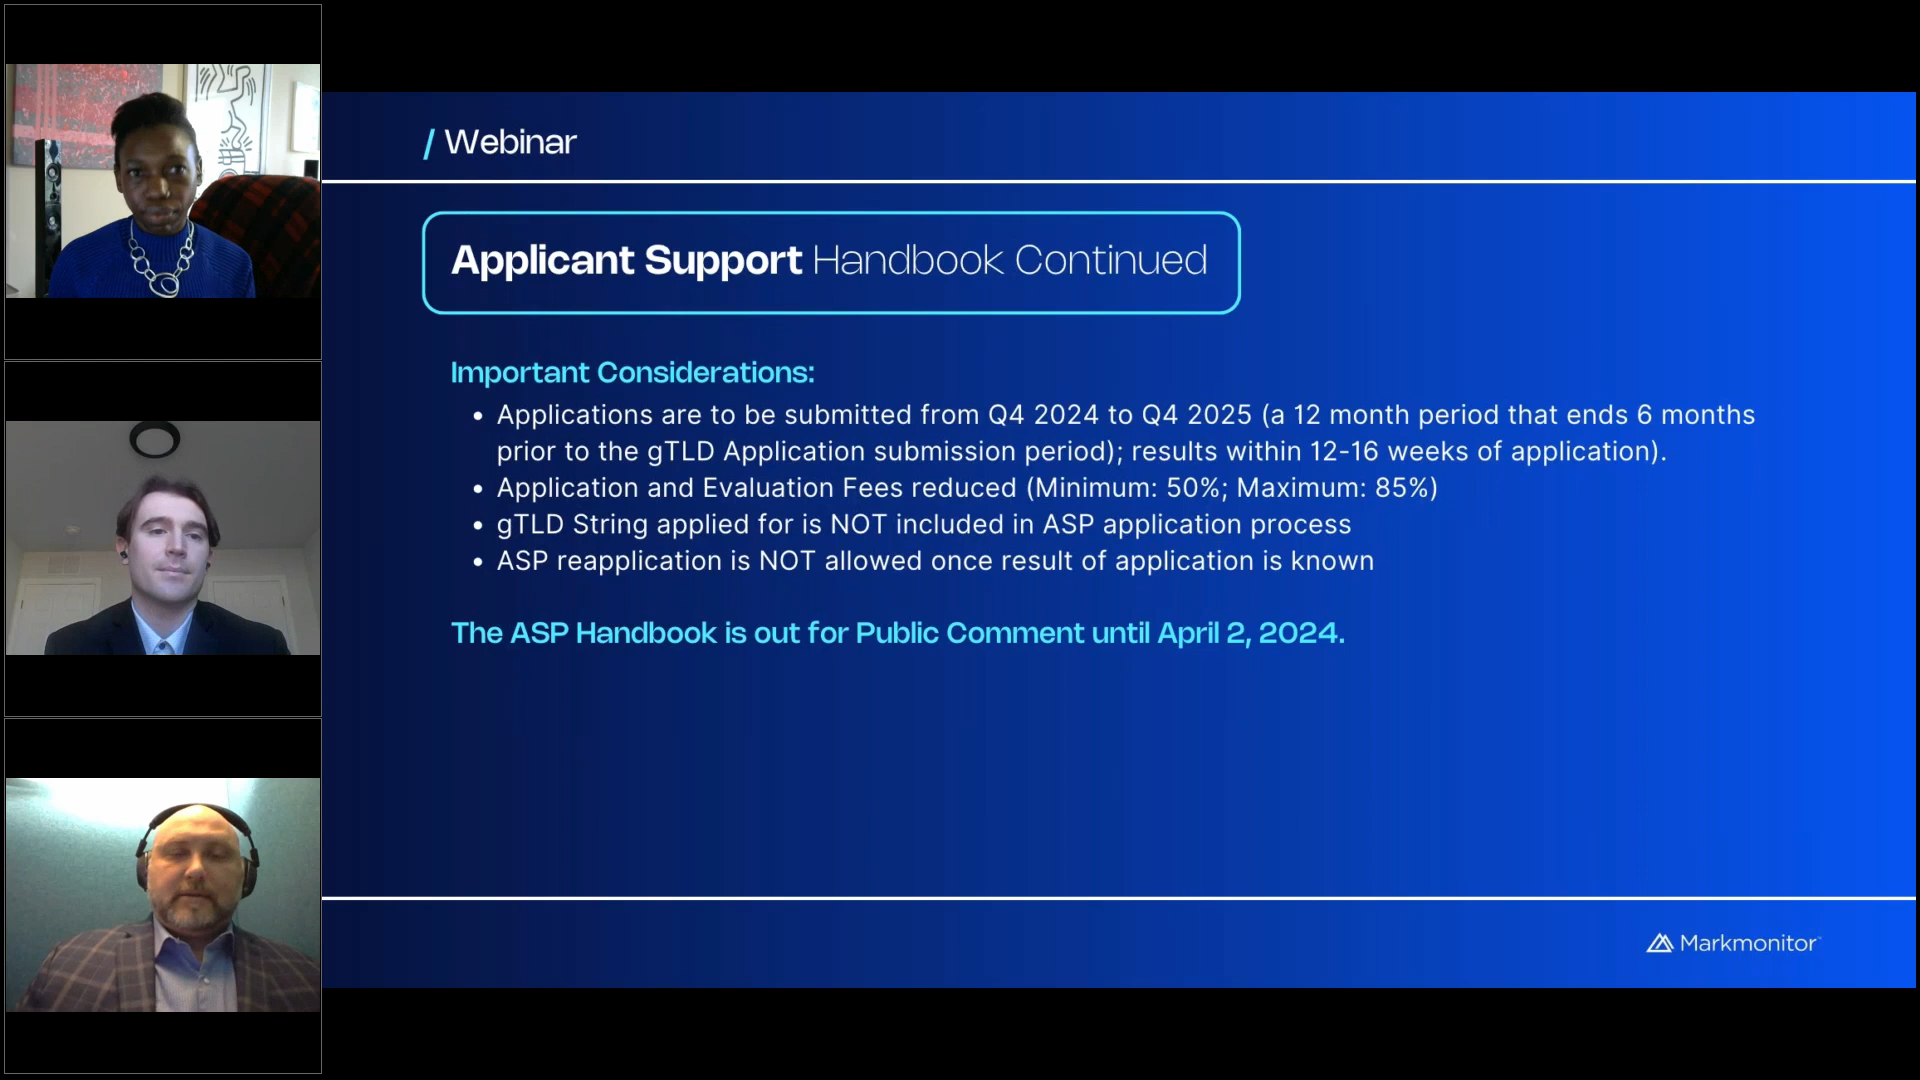 / Webinar
Applicant Support Handbook Continued
Important Considerations:
• Applications are to be submitted from Q4 2024 to Q4 2025 (a 12 month period that ends 6 months
prior to the gTLD Application submission period); results within 12-16 weeks of application).
• Application and Evaluation Fees reduced (Minimum: 50%; Maximum: 85%)
• gTLD String applied for is NOT included in ASP application process
• ASP reapplication is NOT allowed once result of application is known
The ASP Handbook is out for Public Comment until April 2, 2024.
Markmonitor